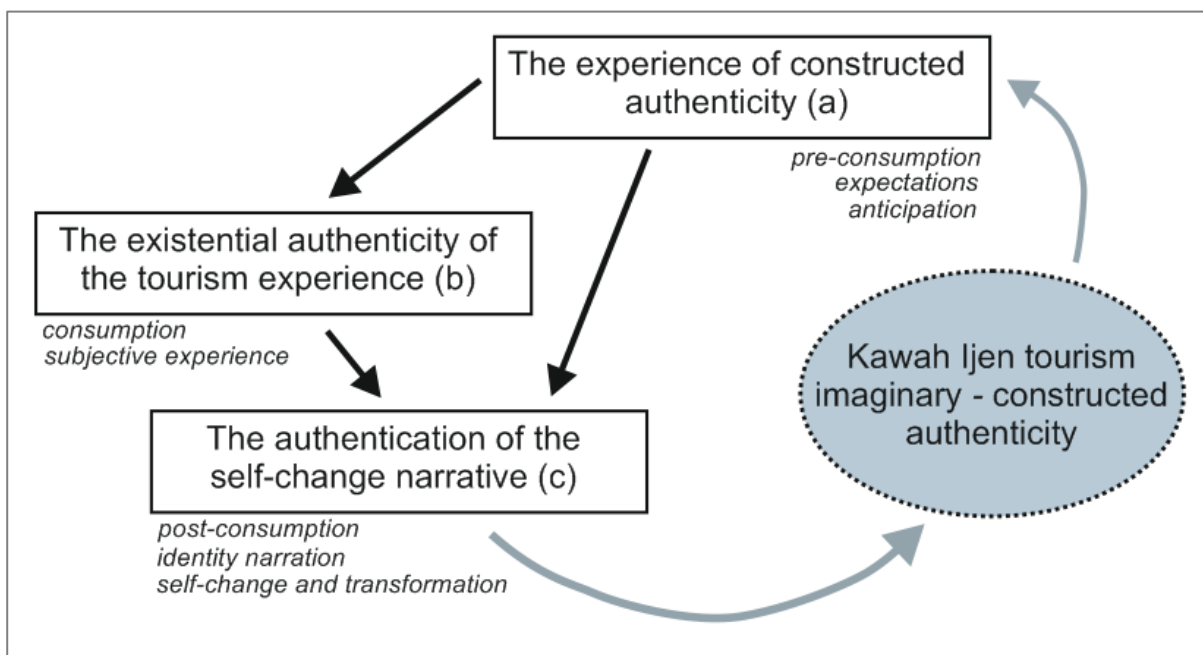 The experience of constructed
authenticity (a)
pre-consumption
expectations
anticipation
The existential authenticity of
the tourism experience (b)
consumption
subjective experience
Kawah Ijen tourism
imaginary - constructed
authenticity
The authentication of the
self-change narrative (c)
post-consumption
identity narration
self-change and transformation